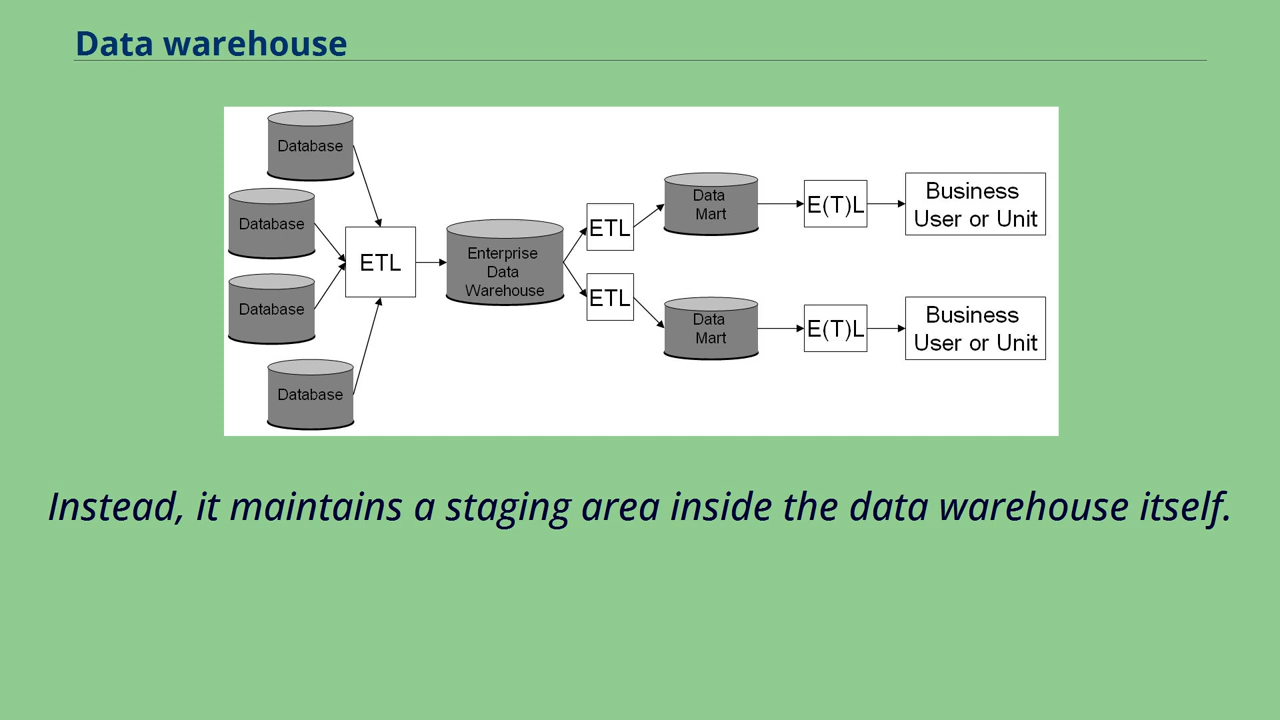 Data warehouse
Database
Database
Database
Database
ETL
Enterprise
Data
Warehouse
ETL
ETL
Data
Mart
E(T)L
Business
User or Unit
Data
Mart
E(T)L
Business
User or Unit
Instead, it maintains a staging area inside the data warehouse itself.